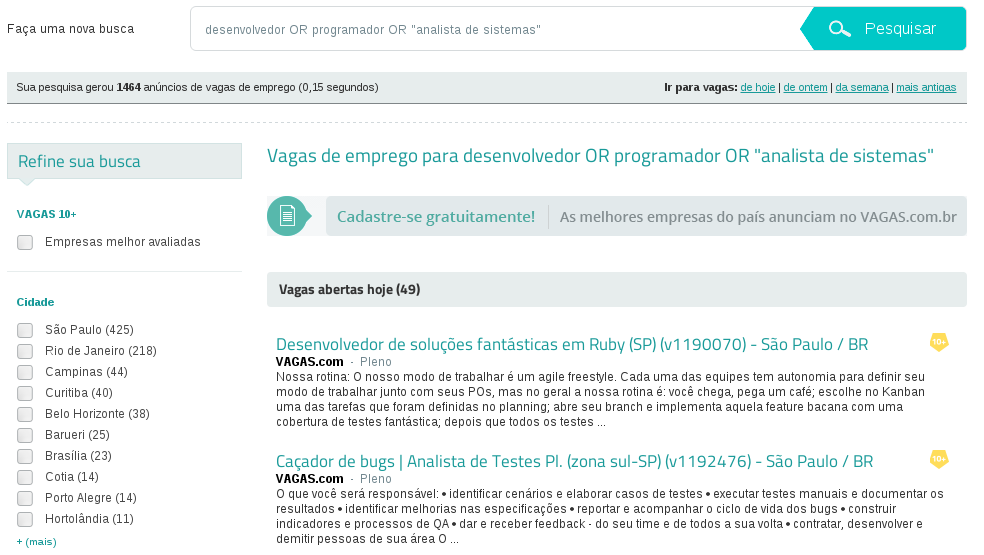 Faça uma nova busca
desenvolvedor OR programador OR "analista de sistemas"
Pesquisar
Sua pesquisa gerou 1464 anúncios de vagas de emprego (0,15 segundos)
Ir para vagas: de hoje | de ontem | da semana | mais antigas
Refine sua busca
VAGAS 10+
Empresas melhor avaliadas
Cidade
São Paulo (425)
Rio de Janeiro (218)
Campinas (44)
Curitiba (40)
Belo Horizonte (38)
Barueri (25)
Brasília (23)
Cotia (14)
Porto Alegre (14)
Hortolândia (11)
+ (mais)
Vagas de emprego para desenvolvedor OR programador OR "analista de sistemas"
Cadastre-se gratuitamente! As melhores empresas do país anunciam no VAGAS.com.br
Vagas abertas hoje (49)
Desenvolvedor de soluções fantásticas em Ruby (SP) (v1190070) - São Paulo / BR
10+
VAGAS.com - Pleno
Nossa rotina: O nosso modo de trabalhar é um agile freestyle. Cada uma das equipes tem autonomia para definir seu
modo de trabalhar junto com seus POs, mas no geral a nossa rotina é: você chega, pega um café; escolhe no Kanban
uma das tarefas que foram definidas no planning; abre seu branch e implementa aquela feature bacana com uma
cobertura de testes fantástica; depois que todos os testes ...
Caçador de bugs | Analista de Testes Pl. (zona sul-SP) (v1192476) - São Paulo / BR
10+
VAGAS.com - Pleno
O que você será responsável: • identificar cenários e elaborar casos de testes • executar testes manuais e documentar os
resultados • identificar melhorias nas especificações • reportar e acompanhar o ciclo de vida dos bugs • construir
indicadores e processos de QA • dar e receber feedback - do seu time e de todos a sua volta • contratar, desenvolver e
demitir pessoas de sua área O ...